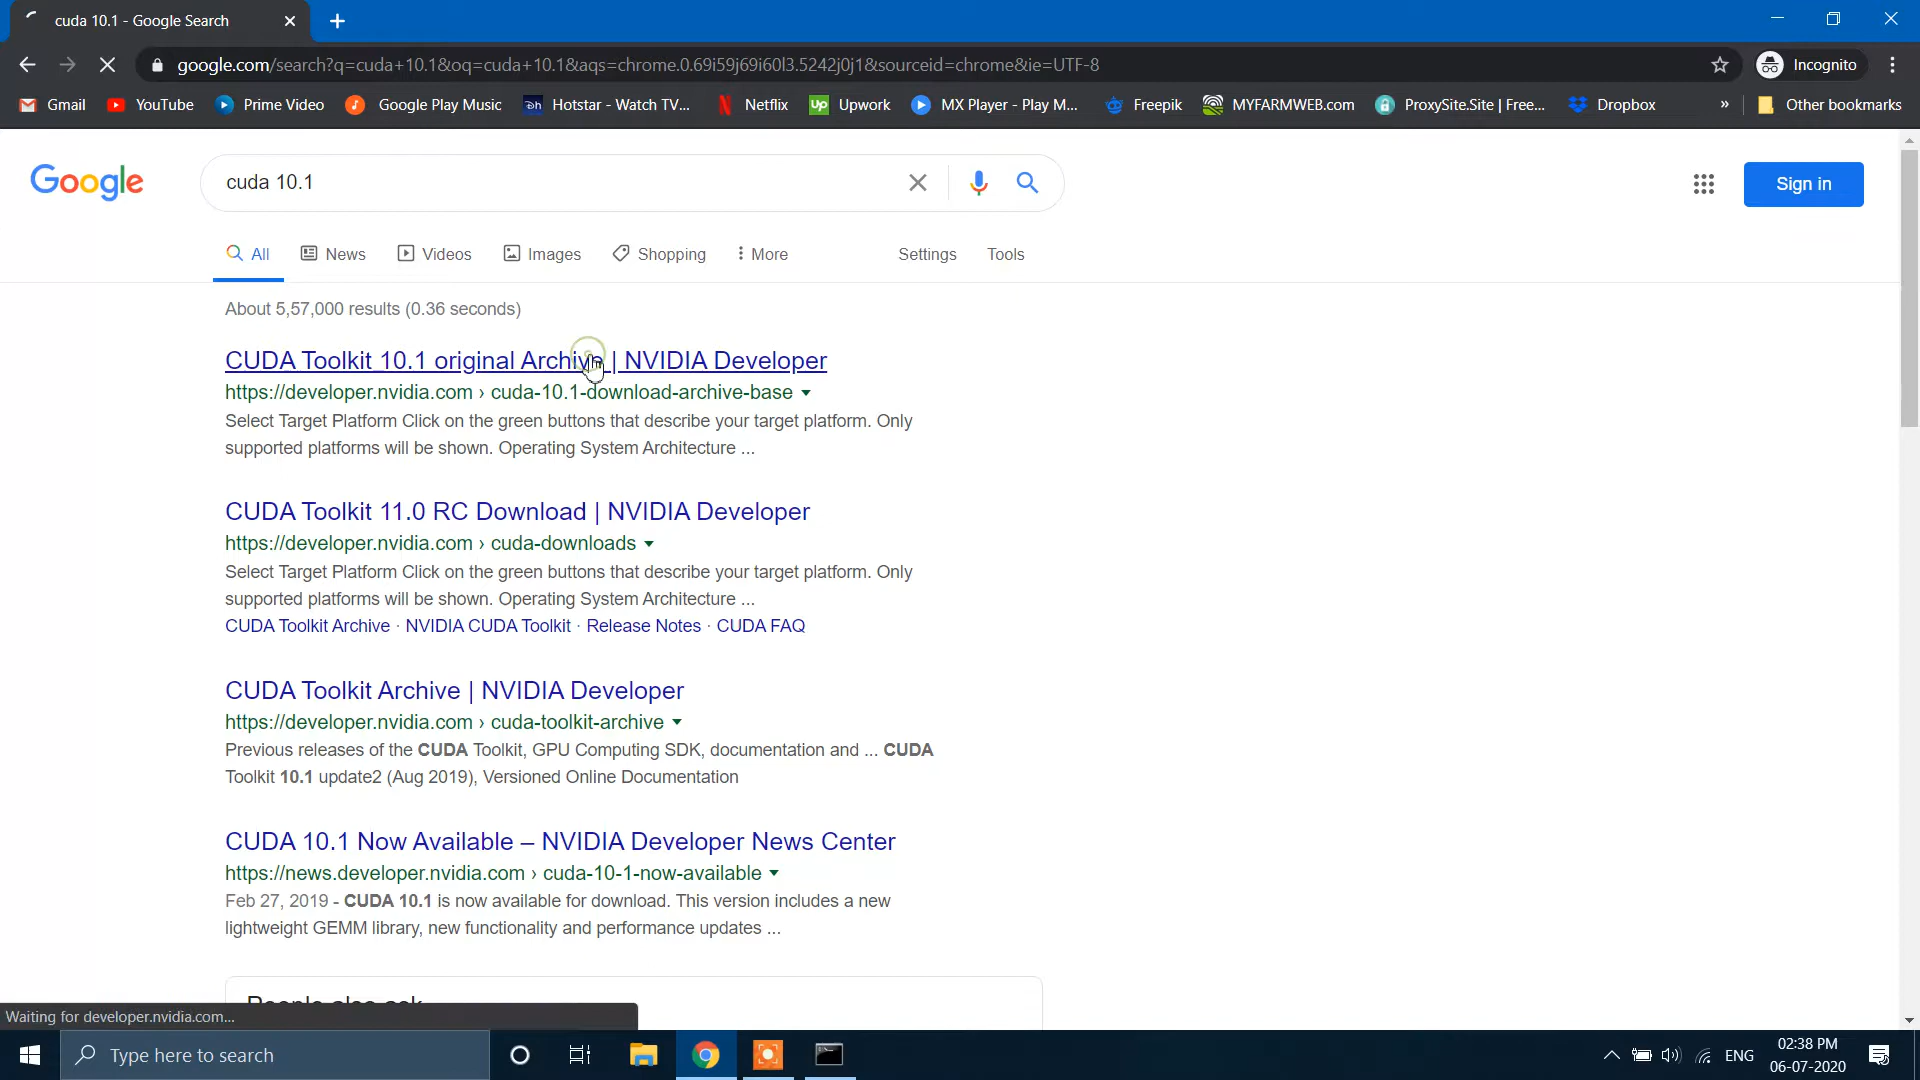 cuda 10.1 - Google Search
google.com/search?q=cuda+10.1&oq=cuda+10.1&aqs=chrome.0.69i59j69i60l3.5242j0j1&sourceid=chrome&ie=UTF-8
Incognito
Gmail
YouTube
Prime Video
Google Play Music
Hotstar - Watch TV...
Netflix
Upwork
MX Player - Play M...
Freepik
MYFARMWEB.com
ProxySite.Site | Free...
Dropbox
»
Other bookmarks
Google
cuda 10.1
Sign in
All
News
Videos
Images
Shopping
More
Settings
Tools
About 5,57,000 results (0.36 seconds)
CUDA Toolkit 10.1 original Archive | NVIDIA Developer
https://developer.nvidia.com › cuda-10.1-download-archive-base
Select Target Platform Click on the green buttons that describe your target platform. Only
supported platforms will be shown. Operating System Architecture ...
CUDA Toolkit 11.0 RC Download | NVIDIA Developer
https://developer.nvidia.com › cuda-downloads
Select Target Platform Click on the green buttons that describe your target platform. Only
supported platforms will be shown. Operating System Architecture ...
CUDA Toolkit Archive · NVIDIA CUDA Toolkit · Release Notes · CUDA FAQ
CUDA Toolkit Archive | NVIDIA Developer
https://developer.nvidia.com › cuda-toolkit-archive
Previous releases of the CUDA Toolkit, GPU Computing SDK, documentation and ... CUDA
Toolkit 10.1 update2 (Aug 2019), Versioned Online Documentation
CUDA 10.1 Now Available – NVIDIA Developer News Center
https://news.developer.nvidia.com › cuda-10-1-now-available
Feb 27, 2019 - CUDA 10.1 is now available for download. This version includes a new
lightweight GEMM library, new functionality and performance updates ...
People also ask
Waiting for developer.nvidia.com...
Type here to search
ENG
02:38 PM
06-07-2020